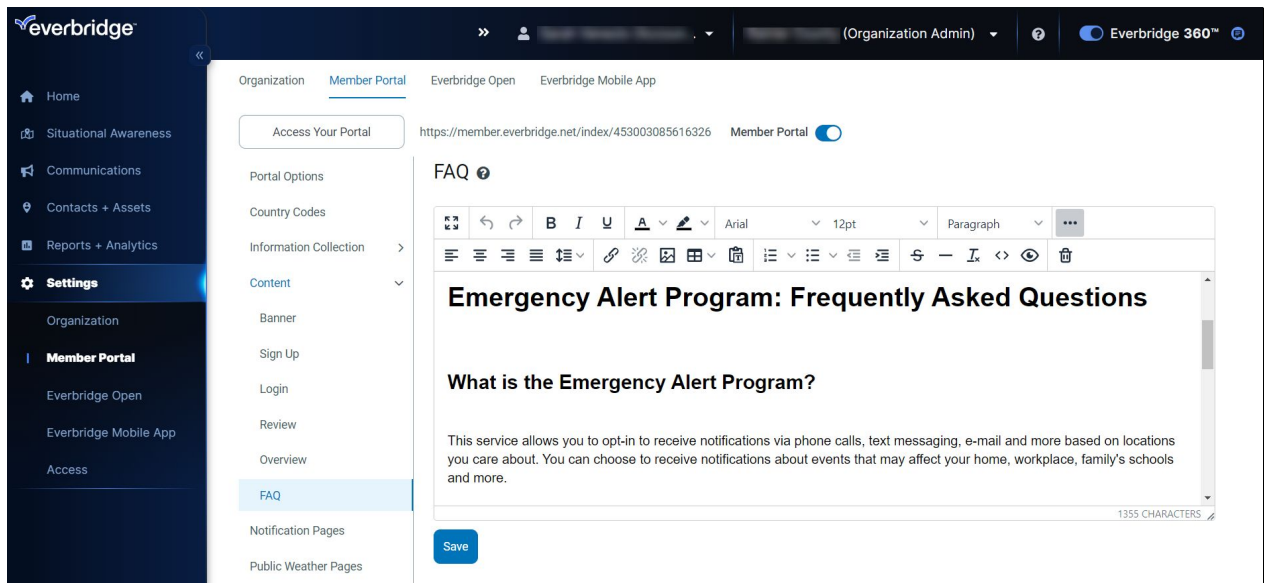 everbridge™
»
(Organization Admin)
Everbridge 360™
«
Home
Situational Awareness
Communications
Contacts + Assets
Reports + Analytics
Settings
Organization
Member Portal
Everbridge Open
Everbridge Mobile App
Access
Organization Member Portal Everbridge Open Everbridge Mobile App
Access Your Portal https://member.everbridge.net/index/453003085616326 Member Portal
Portal Options
Country Codes
Information Collection
Content
Banner
Sign Up
Login
Review
Overview
FAQ
Notification Pages
Public Weather Pages
FAQ
B I U A Arial 12pt Paragraph
Emergency Alert Program: Frequently Asked Questions
What is the Emergency Alert Program?
This service allows you to opt-in to receive notifications via phone calls, text messaging, e-mail and more based on locations
you care about. You can choose to receive notifications about events that may affect your home, workplace, family's schools
and more.
1355 CHARACTERS
Save